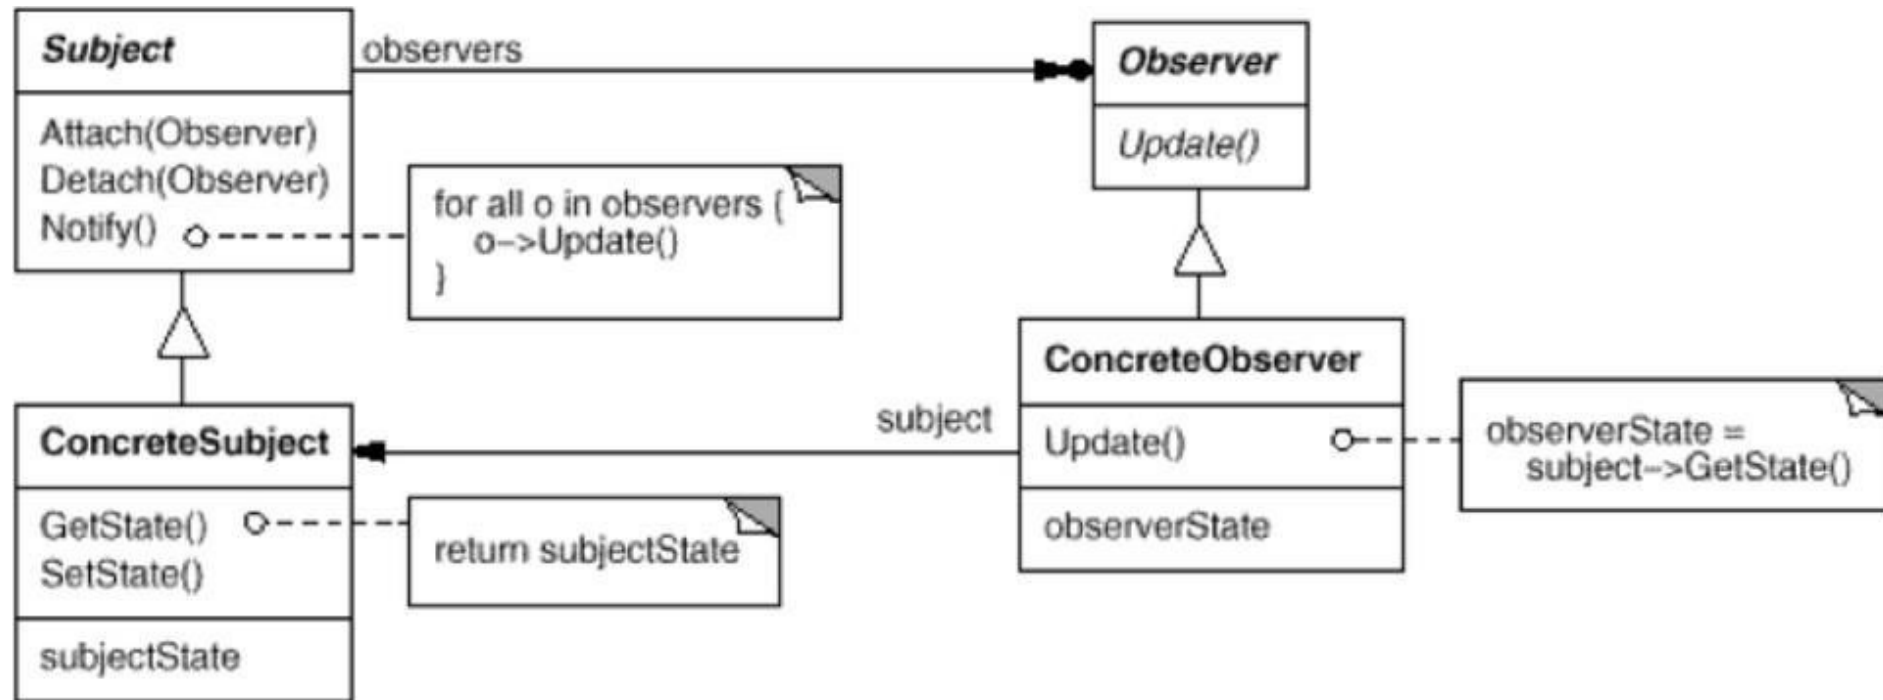 Subject
observers
Attach(Observer)
Detach(Observer)
Notify()
for all o in observers {
o->Update()
}
Observer
Update()
ConcreteSubject
GetState()
SetState()
subjectState
return subjectState
subject
ConcreteObserver
Update()
observerState
observerState =
subject->GetState()